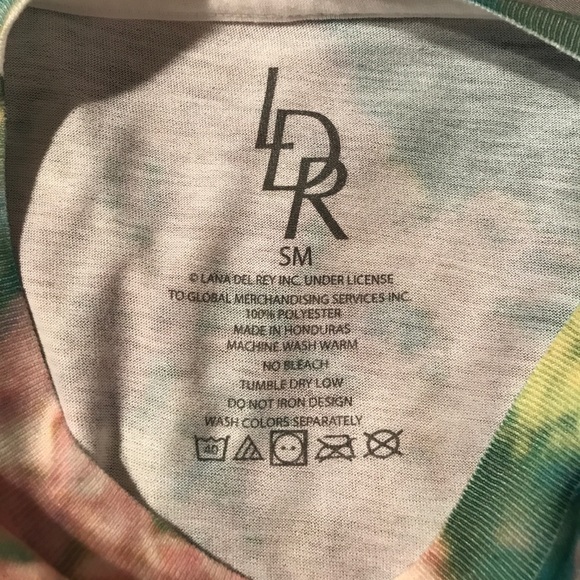 LDR
SM
© LANA DEL REY INC. UNDER LICENSE
TO GLOBAL MERCHANDISING SERVICES INC.
100% POLYESTER
MADE IN HONDURAS
MACHINE WASH WARM
NO BLEACH
TUMBLE DRY LOW
DO NOT IRON DESIGN
WASH COLORS SEPARATELY
40